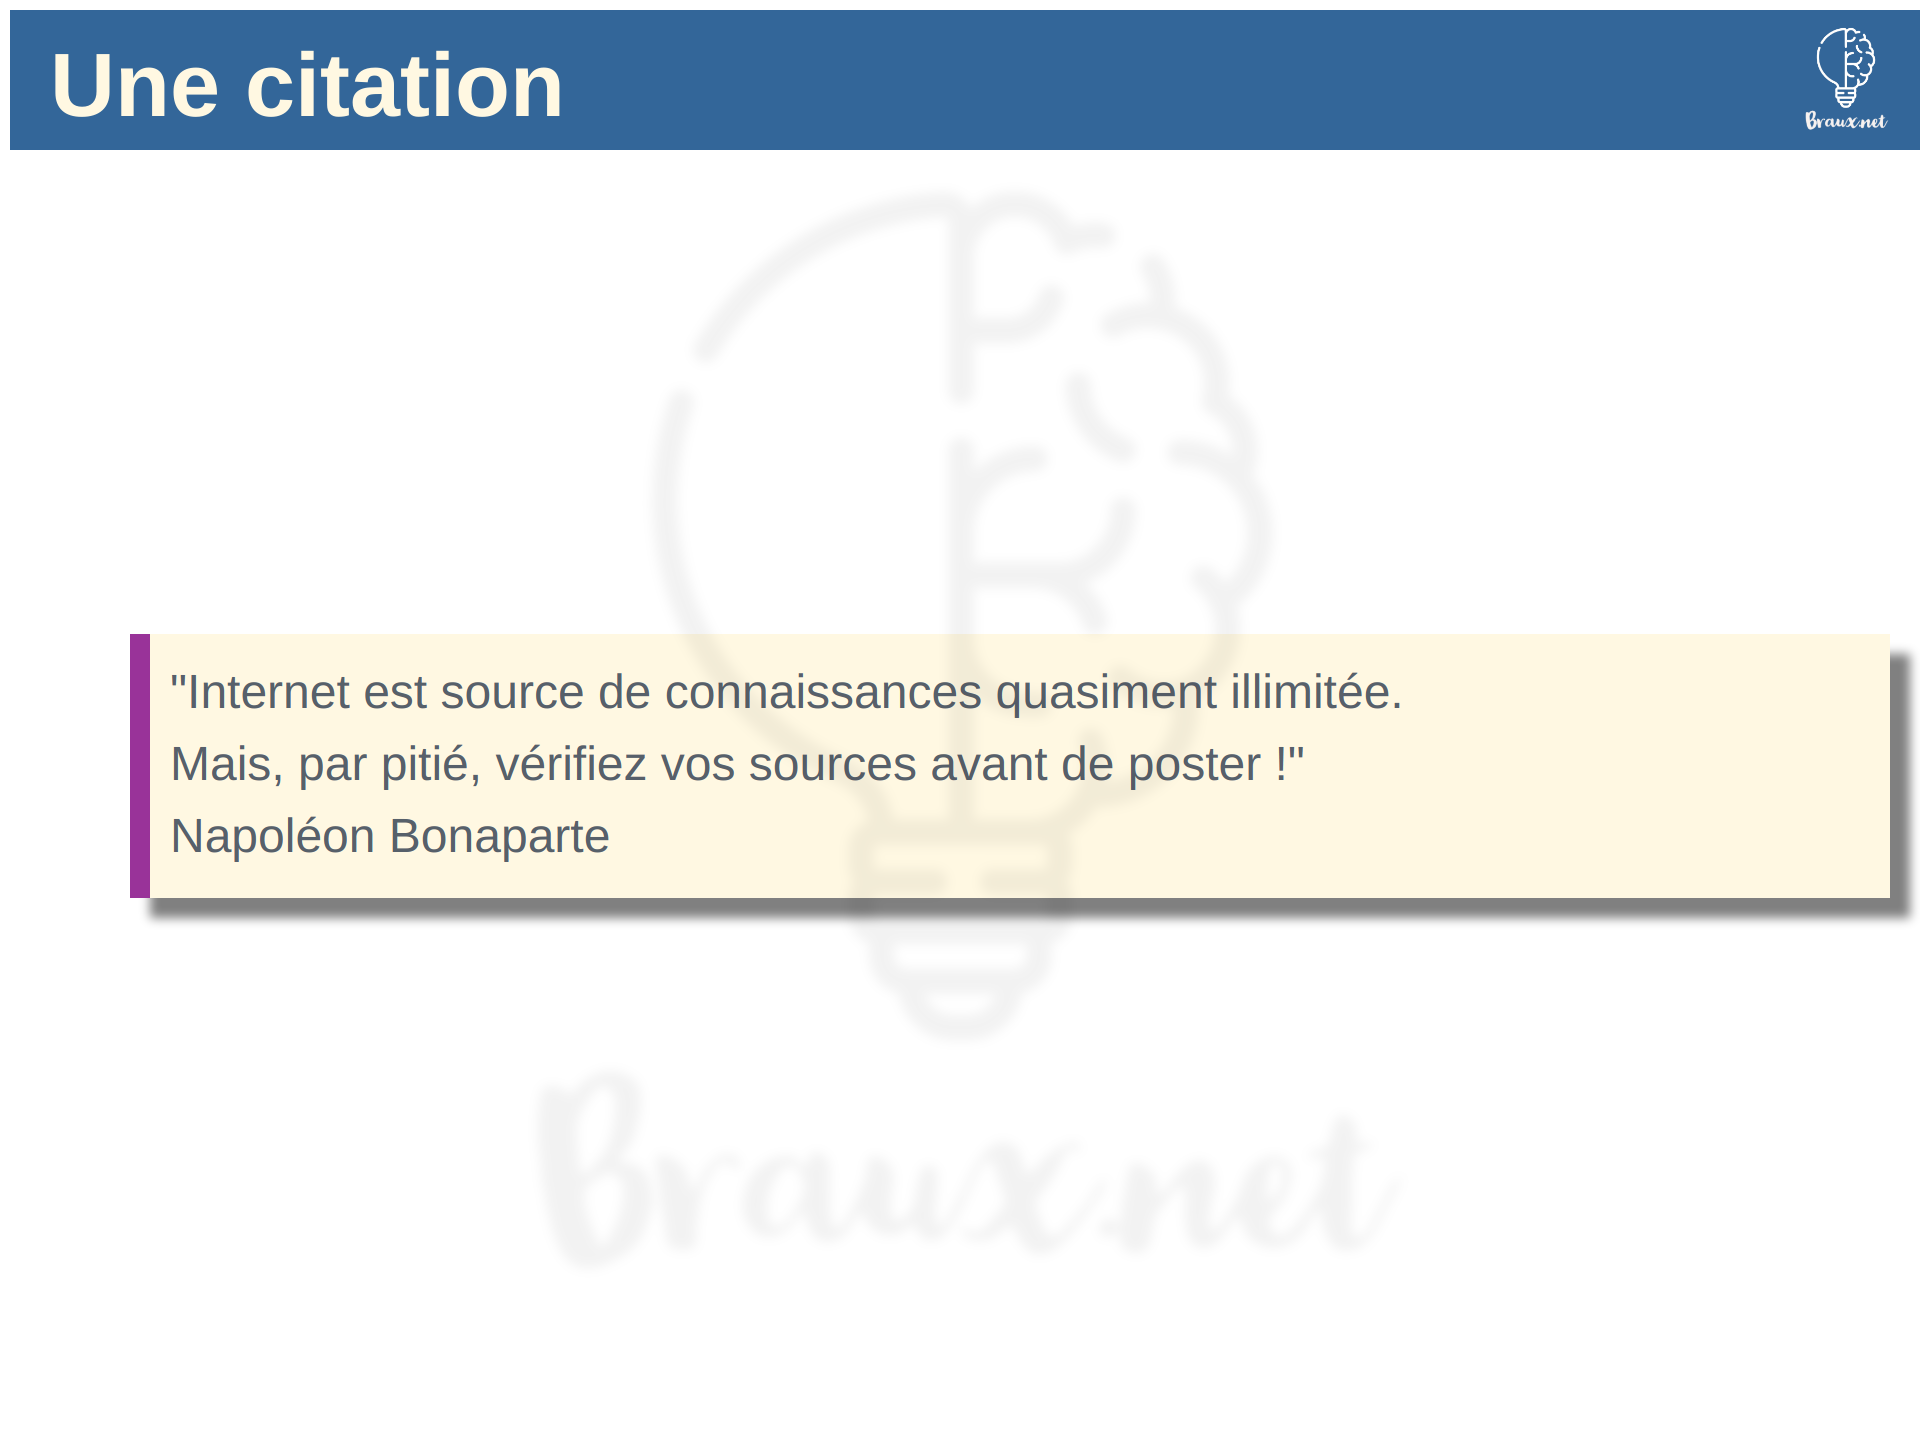 Une citation
Braux.net
"Internet est source de connaissances quasiment illimitée.
Mais, par pitié, vérifiez vos sources avant de poster !"
Napoléon Bonaparte
Braux.net